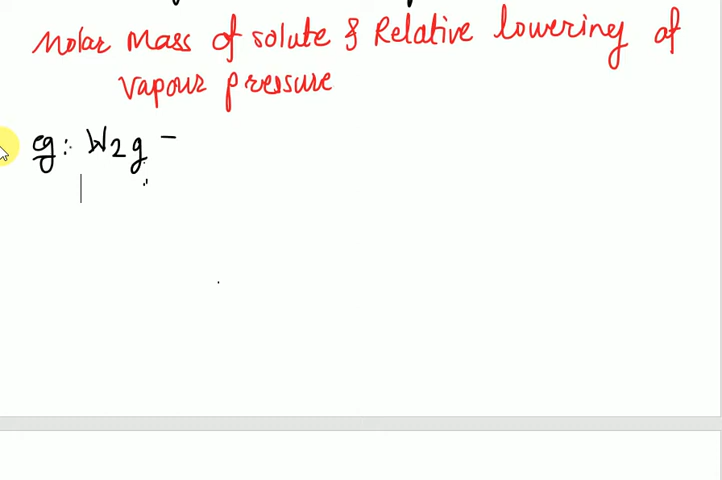 Molar Mass of solute & Relative lowering of
vapour pressure
eg: W2g –